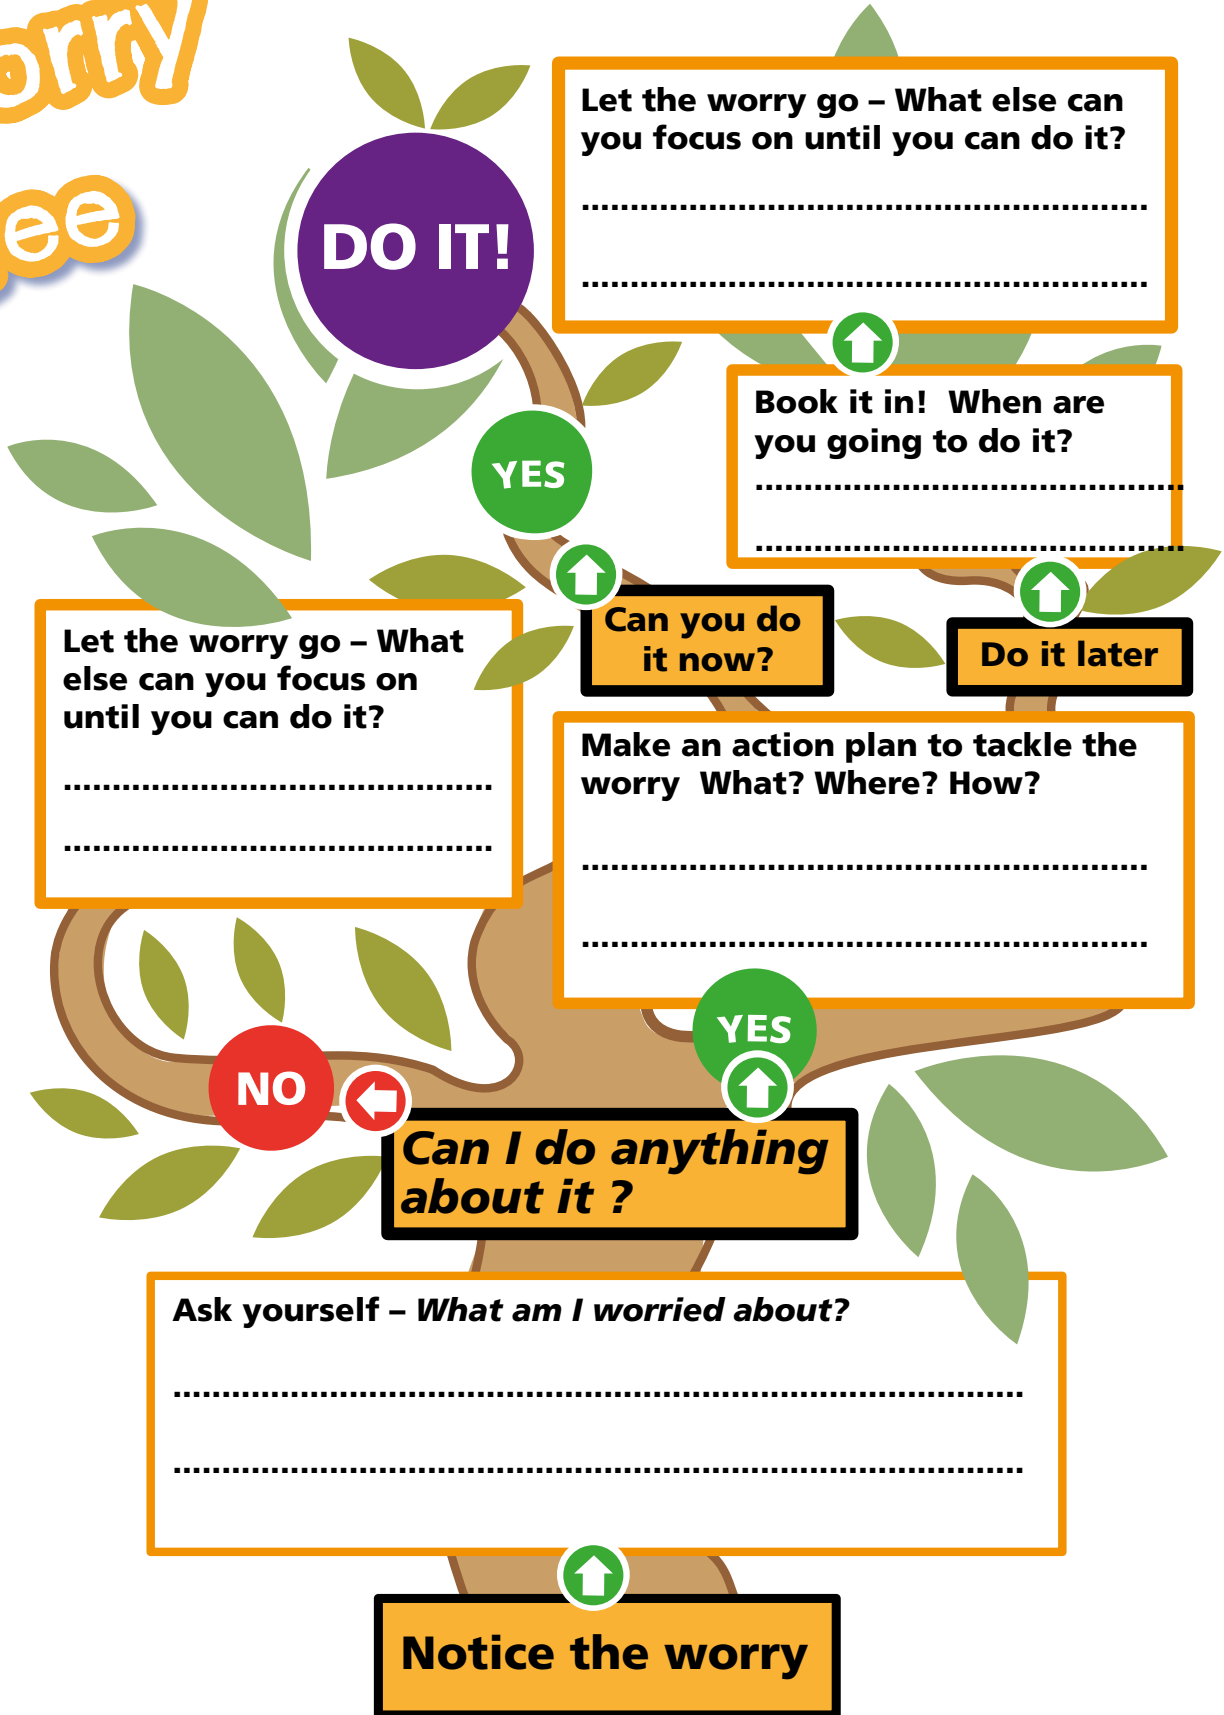 orry
ee
DO IT!
Let the worry go – What else can
you focus on until you can do it?
............................................................
............................................................
YES
Book it in!  When are
you going to do it?
.............................................
.............................................
Can you do
it now?
Do it later
Let the worry go – What
else can you focus on
until you can do it?
.............................................
.............................................
Make an action plan to tackle the
worry  What? Where? How?
............................................................
............................................................
YES
NO
Can I do anything
about it ?
Ask yourself – What am I worried about?
..........................................................................................
..........................................................................................
Notice the worry